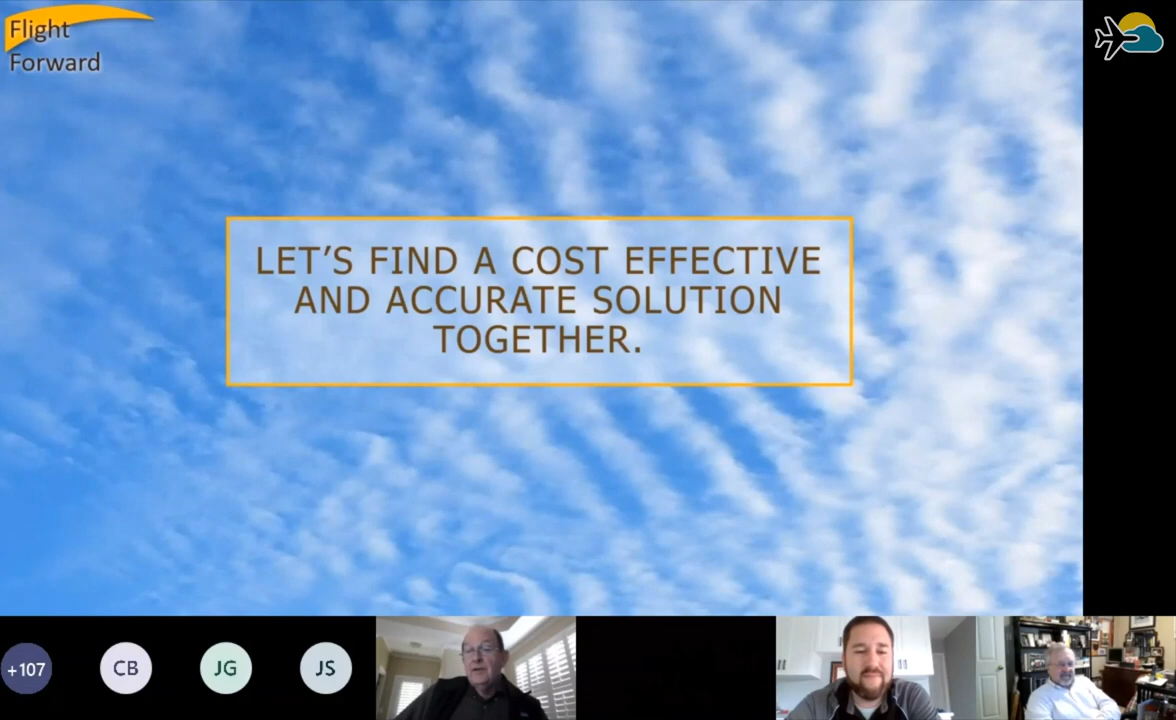 Flight
Forward
LET'S FIND A COST EFFECTIVE
AND ACCURATE SOLUTION
TOGETHER.
+107
CB
JG
JS